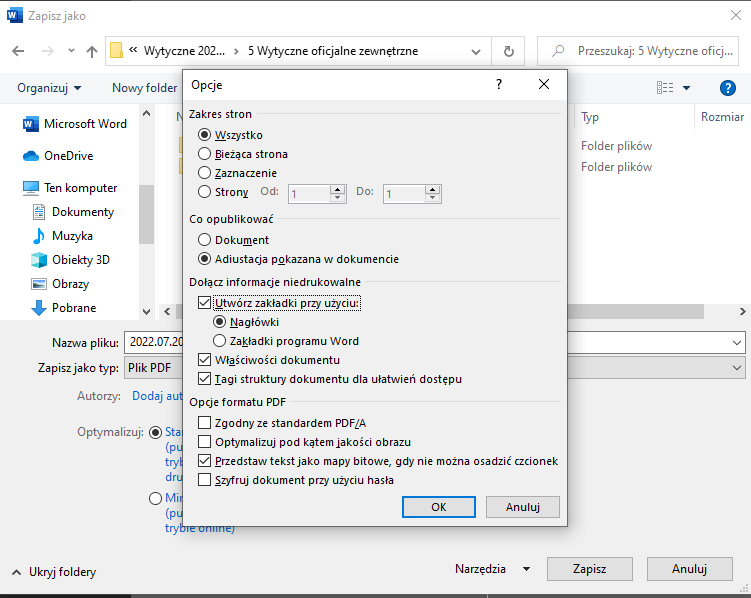 Zapisz jako
« Wytyczne 202... > 5 Wytyczne oficjalne zewnętrzne
Przeszukaj: 5 Wytyczne oficj...
Organizuj
Nowy folder
Microsoft Word
OneDrive
Ten komputer
Dokumenty
Muzyka
Obiekty 3D
Obrazy
Pobrane
N
Typ
Rozmiar
Folder plików
Folder plików
Opcje
?
Zakres stron
Wszystko
Bieżąca strona
Zaznaczenie
Strony Od: 1 Do: 1
Co opublikować
Dokument
Adiustacja pokazana w dokumencie
Dołącz informacje niedrukowalne
Utwórz zakładki przy użyciu:
Nagłówki
Zakładki programu Word
Właściwości dokumentu
Tagi struktury dokumentu dla ułatwień dostępu
Opcje formatu PDF
Zgodny ze standardem PDF/A
Optymalizuj pod kątem jakości obrazu
Przedstaw tekst jako mapy bitowe, gdy nie można osadzić czcionek
Szyfruj dokument przy użyciu hasła
OK
Anuluj
Nazwa pliku: 2022.07.20
Zapisz jako typ: Plik PDF
Autorzy: Dodaj aut
Optymalizuj: Sta
(pu
tryb
dru
Min
(pu
trybie online)
Ukryj foldery
Narzędzia
Zapisz
Anuluj